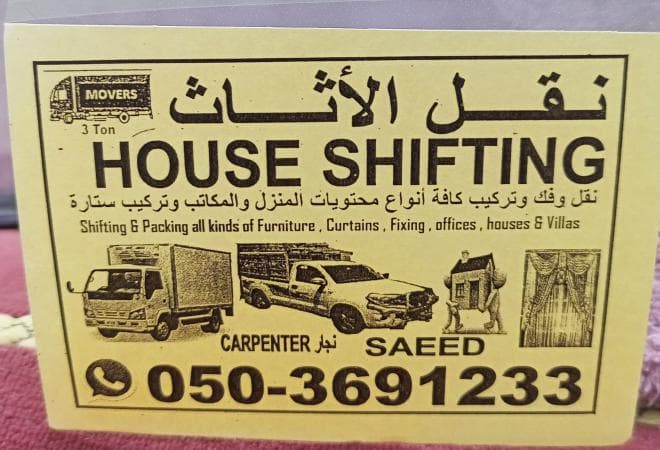 نقل الأثاث
MOVERS
3 Ton
HOUSE SHIFTING
نقل وفك وتركيب كافة أنواع محتويات المنزل والمكاتب وتركيب ستارة
Shifting & Packing all kinds of Furniture , Curtains , Fixing , offices , houses & Villas
CARPENTER نجار SAEED
050-3691233